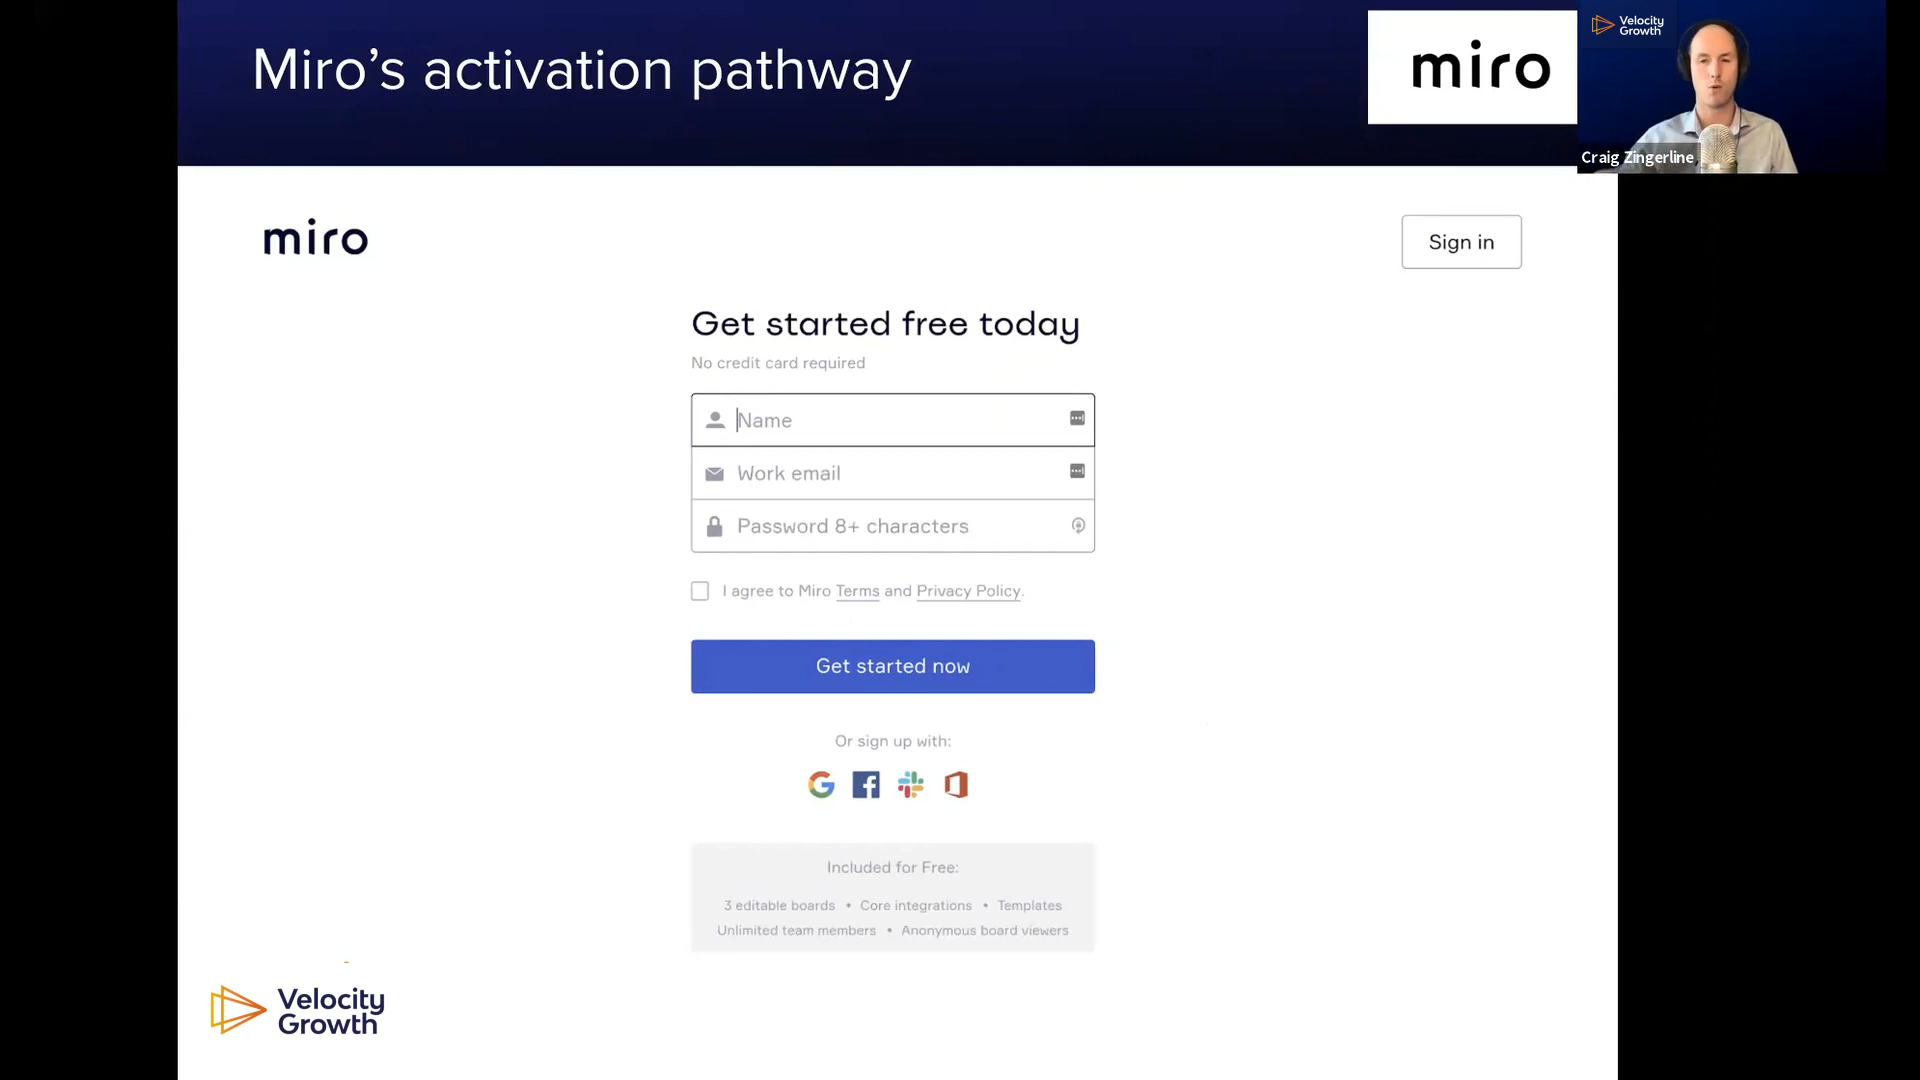 Miro's activation pathway
miro
Velocity
Growth
Craig Zingerline
miro
Sign in
Get started free today
No credit card required
Name
Work email
Password 8+ characters
I agree to Miro Terms and Privacy Policy.
Get started now
Or sign up with:
Included for Free:
3 editable boards • Core integrations • Templates
Unlimited team members • Anonymous board viewers
Velocity
Growth